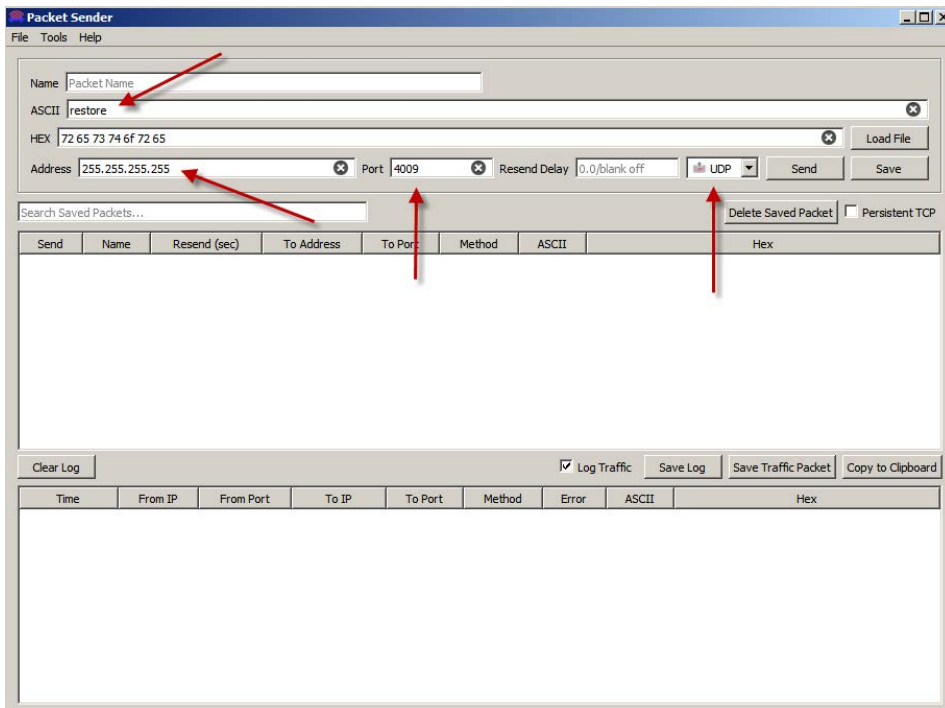 Packet Sender
File Tools Help
Name Packet Name
ASCII restore
HEX 72 65 73 74 6f 72 65 Load File
Address 255.255.255.255 Port 4009 Resend Delay 0.0/blank off UDP Send Save
Search Saved Packets... Delete Saved Packet Persistent TCP
Send Name Resend (sec) To Address To Port Method ASCII Hex
Clear Log Log Traffic Save Log Save Traffic Packet Copy to Clipboard
Time From IP From Port To IP To Port Method Error ASCII Hex